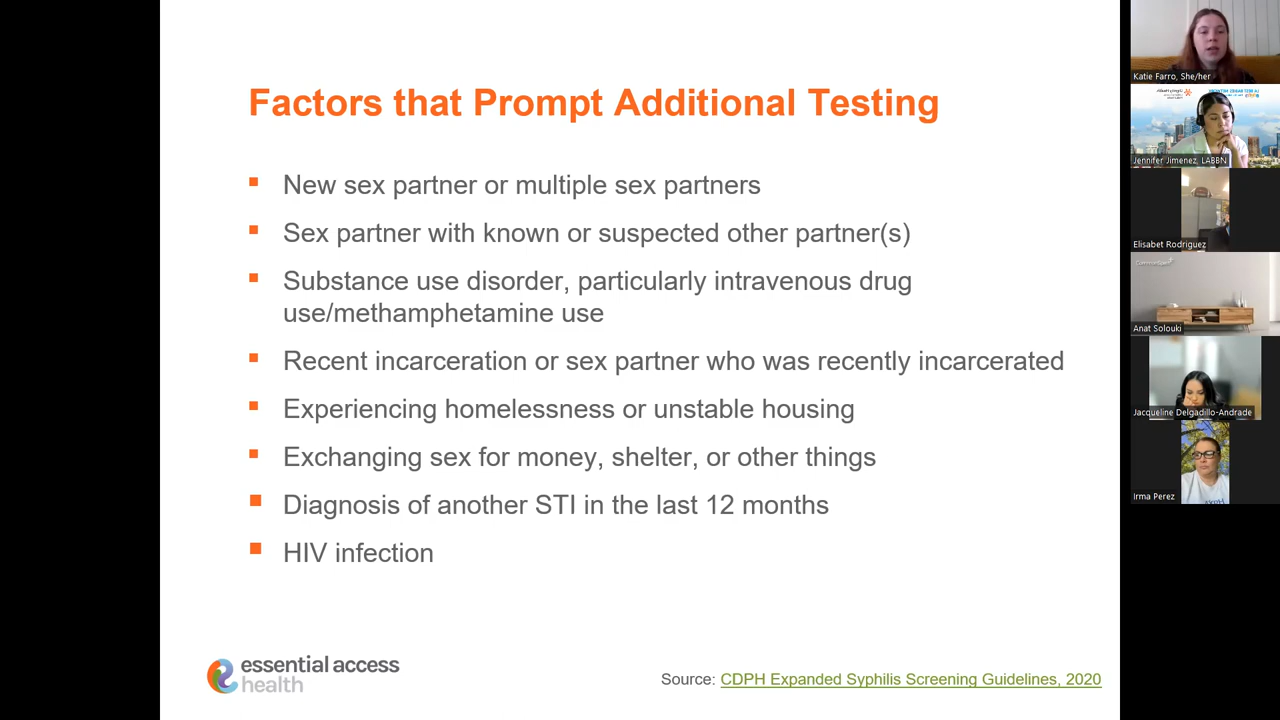 Factors that Prompt Additional Testing
New sex partner or multiple sex partners
Sex partner with known or suspected other partner(s)
Substance use disorder, particularly intravenous drug
use/methamphetamine use
Recent incarceration or sex partner who was recently incarcerated
Experiencing homelessness or unstable housing
Exchanging sex for money, shelter, or other things
Diagnosis of another STI in the last 12 months
HIV infection
essential access
health
Source: CDPH Expanded Syphilis Screening Guidelines, 2020
Katie Farro, She/her
Jennifer Jimenez, LABBN
Elisabet Rodriguez
Anat Solouki
Jacqueline Delgadillo-Andrade
Irma Perez